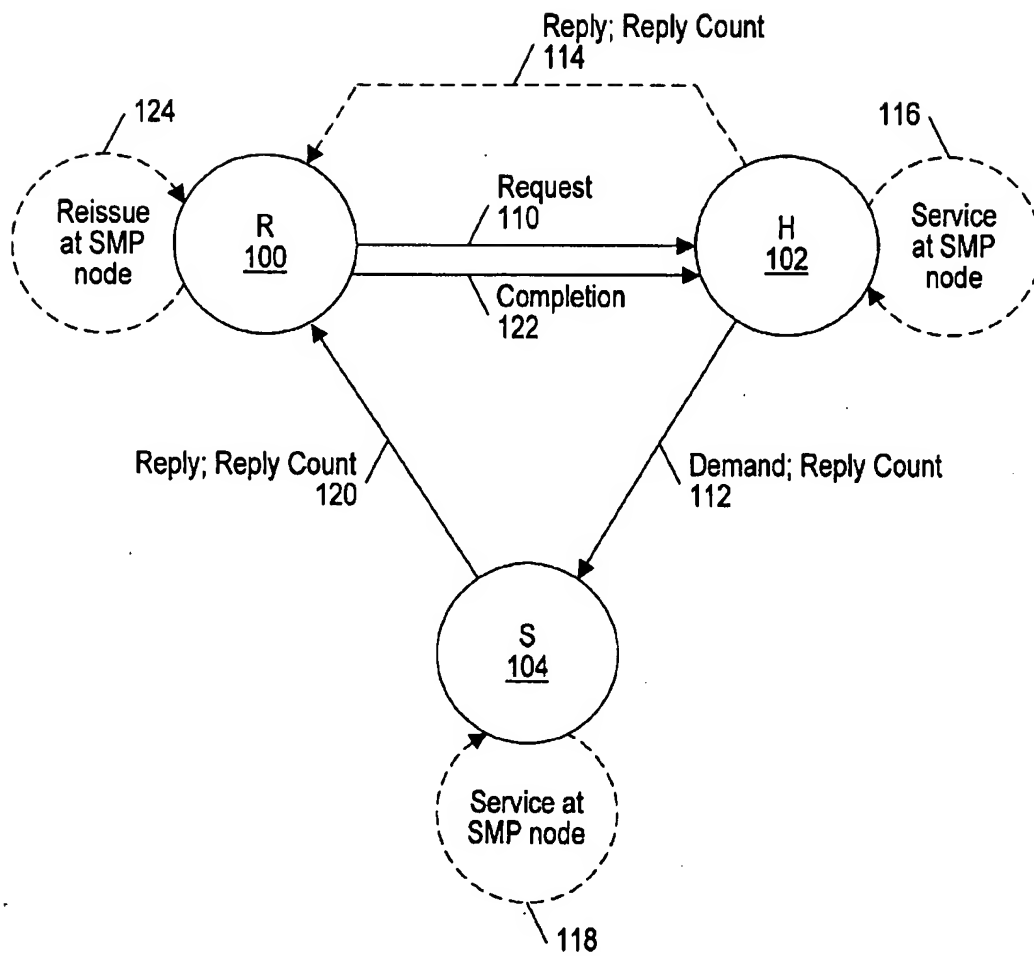 Reply; Reply Count
114
124
116
Reissue
at SMP
node
R
100
Request
110
Completion
122
H
102
Service
at SMP
node
Reply; Reply Count
120
Demand; Reply Count
112
S
104
Service at
SMP node
118